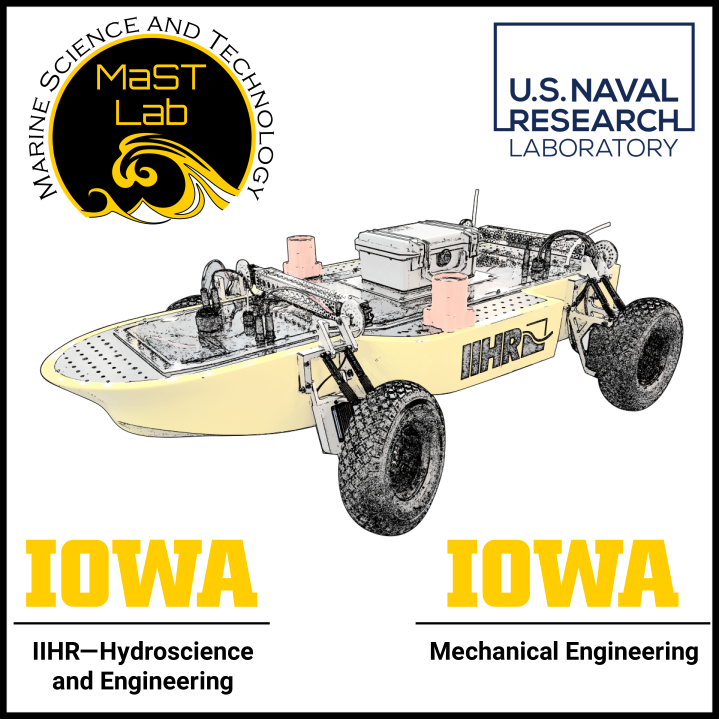 MARINE SCIENCE AND TECHNOLOGY
MaST
Lab
U.S. NAVAL
RESEARCH
LABORATORY
IIHR
IOWA
IIHR—Hydroscience
and Engineering
IOWA
Mechanical Engineering